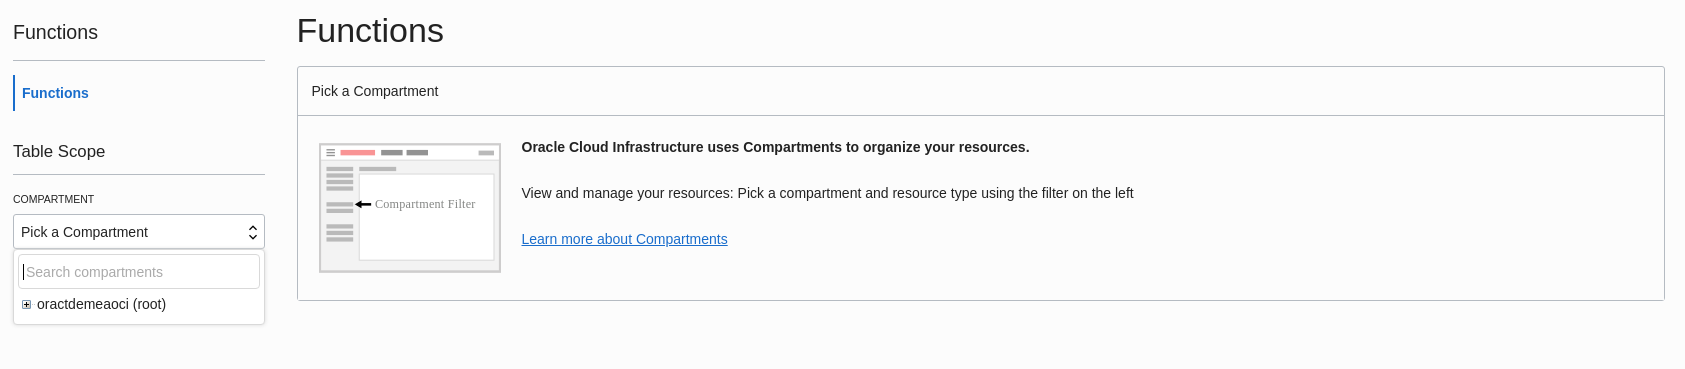 Functions
Functions
Table Scope
COMPARTMENT
Pick a Compartment
Search compartments
oractdemeaoci (root)
Functions
Pick a Compartment
Compartment Filter
Oracle Cloud Infrastructure uses Compartments to organize your resources.
View and manage your resources: Pick a compartment and resource type using the filter on the left
Learn more about Compartments